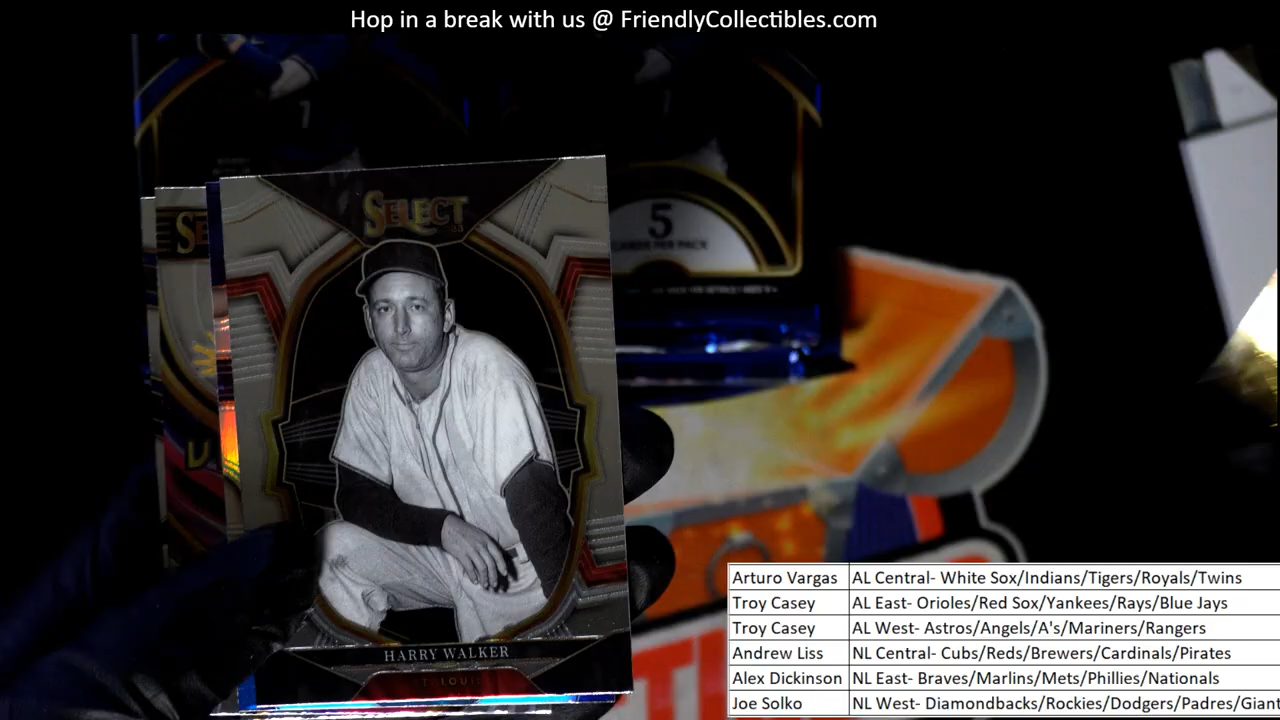 Hop in a break with us @ FriendlyCollectibles.com
SELECT
5
CARDS PER PACK
HARRY WALKER
ST. LOUIS
Arturo Vargas AL Central- White Sox/Indians/Tigers/Royals/Twins
Troy Casey AL East- Orioles/Red Sox/Yankees/Rays/Blue Jays
Troy Casey AL West- Astros/Angels/A's/Mariners/Rangers
Andrew Liss NL Central- Cubs/Reds/Brewers/Cardinals/Pirates
Alex Dickinson NL East- Braves/Marlins/Mets/Phillies/Nationals
Joe Solko NL West- Diamondbacks/Rockies/Dodgers/Padres/Giant